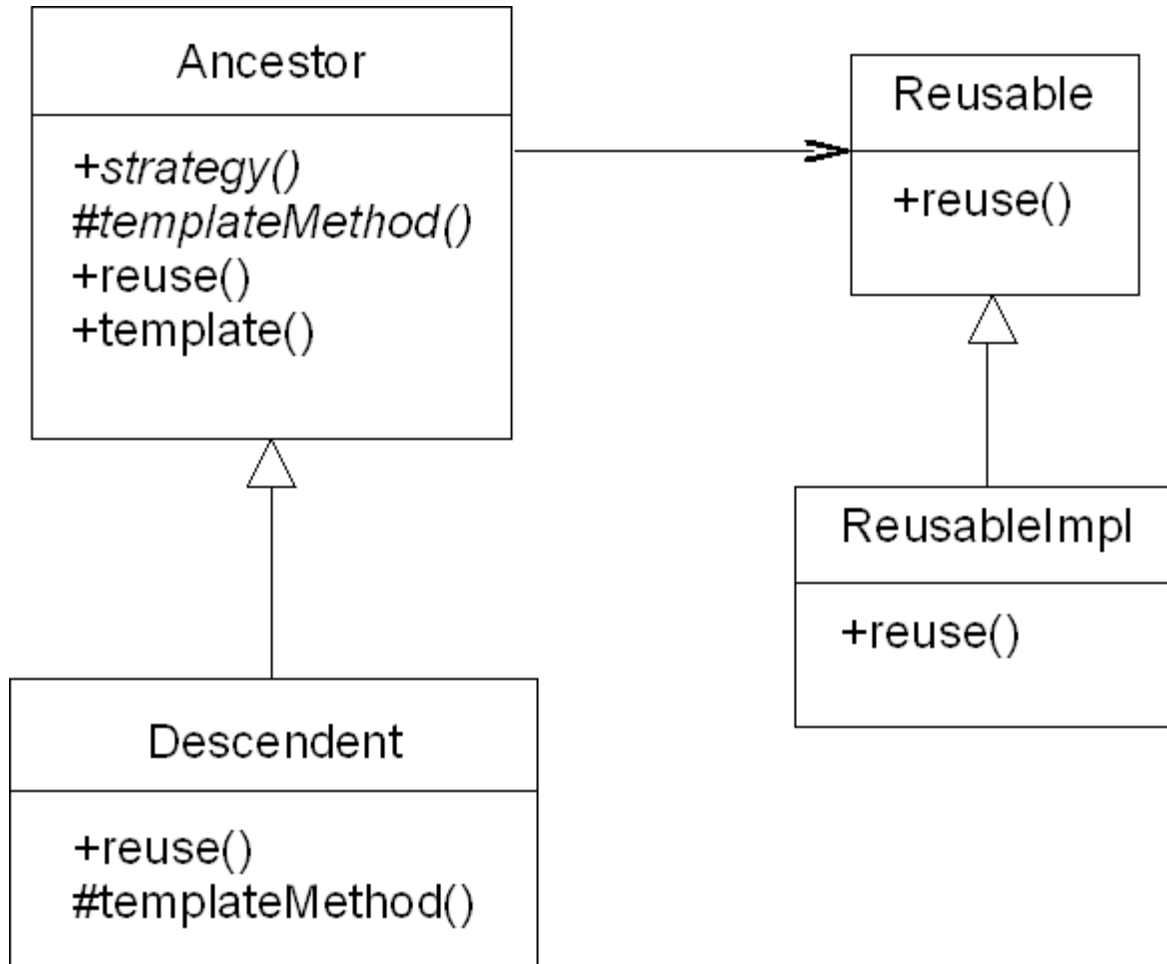 Ancestor
+strategy()
#templateMethod()
+reuse()
+template()
Reusable
+reuse()
ReusableImpl
+reuse()
Descendent
+reuse()
#templateMethod()